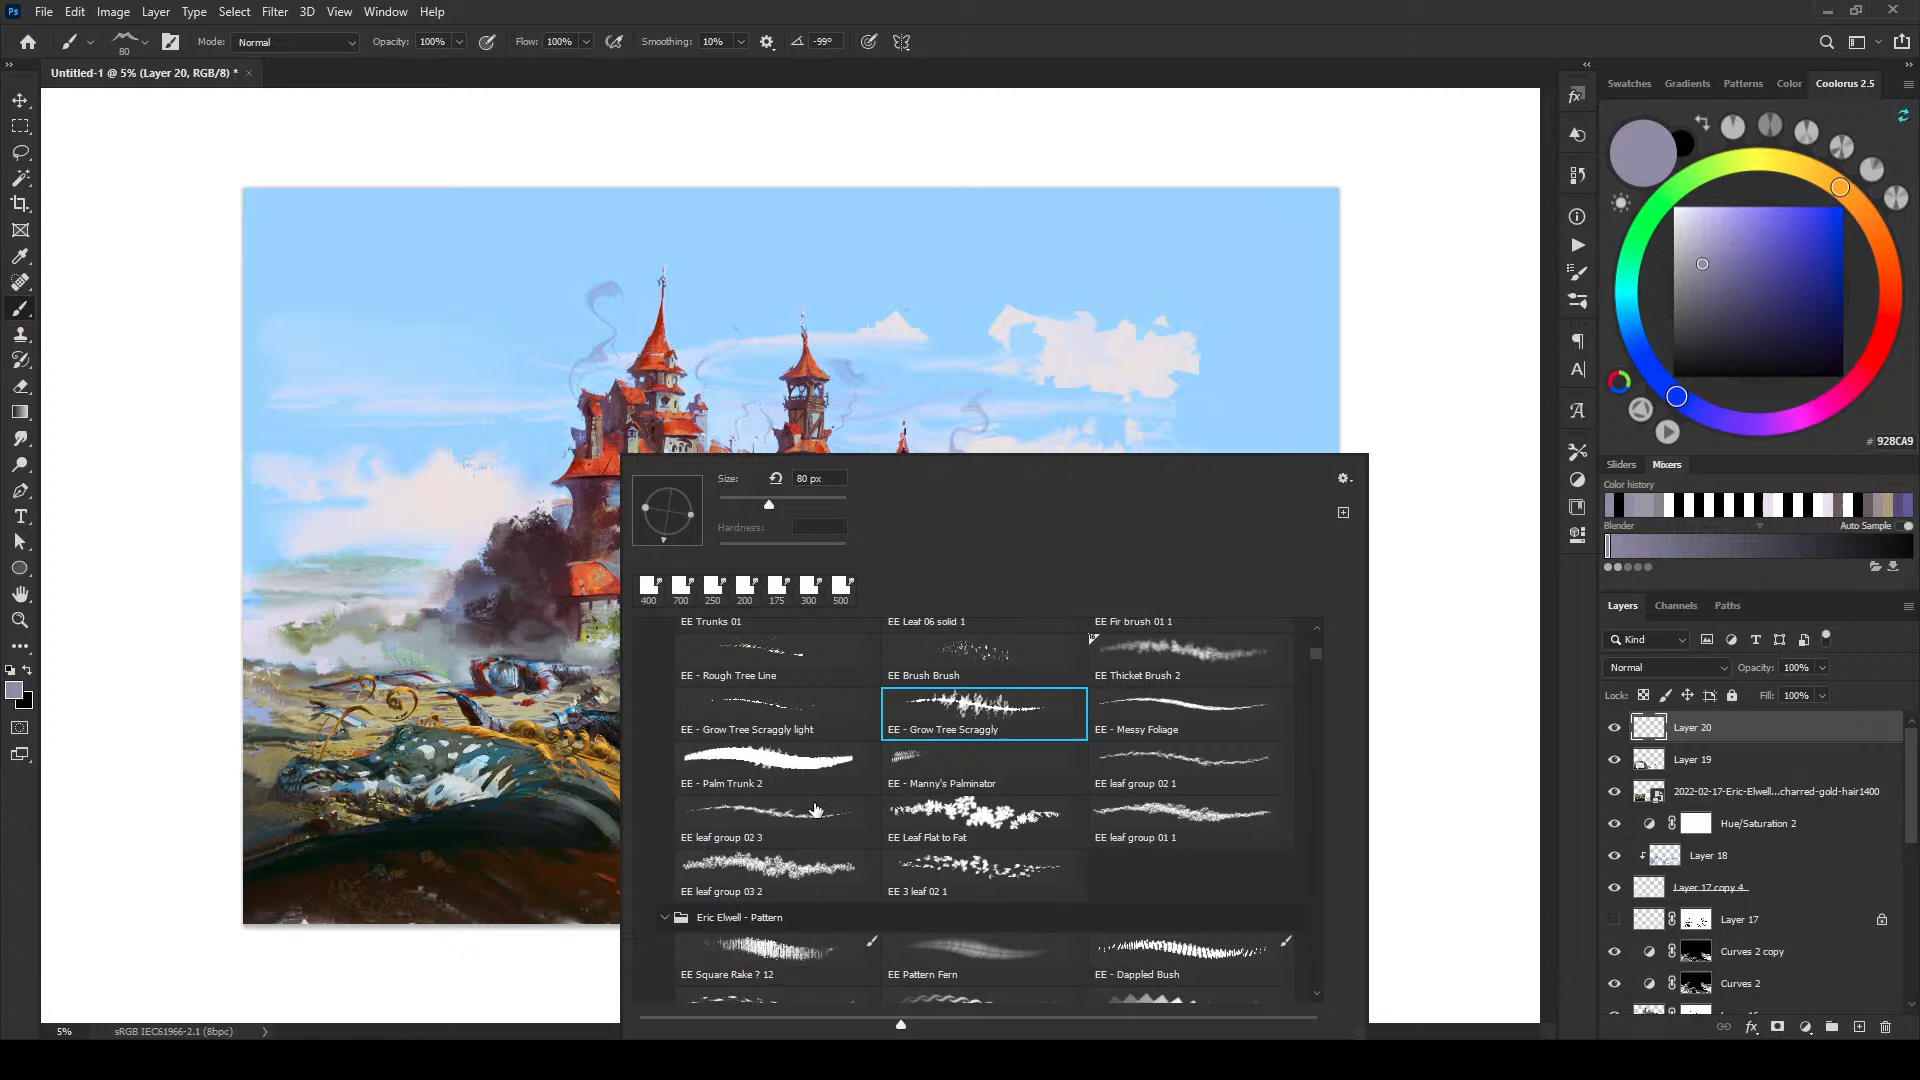 Ps File Edit Image Layer Type Select Filter 3D View Window Help
80 Mode: Normal Opacity: 100% Flow: 100% Smoothing: 10% -99°
Untitled-1 @ 5% (Layer 20, RGB/8) *
Swatches Gradients Patterns Color Coolorus 2.5
# 928CA9
Sliders Mixers
Color history
Blender Auto Sample
Layers Channels Paths
Kind
Normal Opacity: 100%
Lock: Fill: 100%
Layer 20
Layer 19
2022-02-17-Eric-Elwell...charred-gold-hair1400
Hue/Saturation 2
Layer 18
Layer 17 copy 4
Layer 17
Curves 2 copy
Curves 2
Size: 80 px
Hardness:
400 700 250 200 175 300 500
EE Trunks 01 EE Leaf 06 solid 1 EE Fir brush 01 1
EE - Rough Tree Line EE Brush Brush EE Thicket Brush 2
EE - Grow Tree Scraggly light EE - Grow Tree Scraggly EE - Messy Foliage
EE - Palm Trunk 2 EE - Manny's Palminator EE leaf group 02 1
EE leaf group 02 3 EE Leaf Flat to Fat EE leaf group 01 1
EE leaf group 03 2 EE 3 leaf 02 1
Eric Elwell - Pattern
EE Square Rake ? 12 EE Pattern Fern EE - Dappled Bush
5% sRGB IEC61966-2.1 (8bpc)